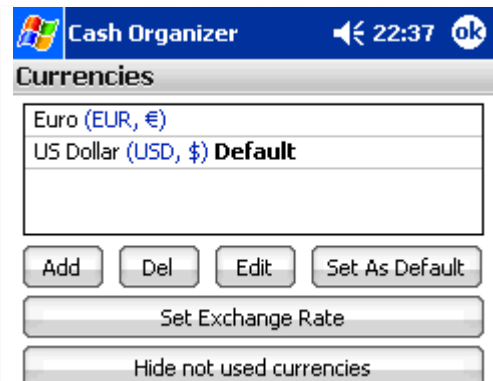 Cash Organizer 22:37 ok
Currencies
Euro (EUR, €)
US Dollar (USD, $) Default
Add Del Edit Set As Default
Set Exchange Rate
Hide not used currencies